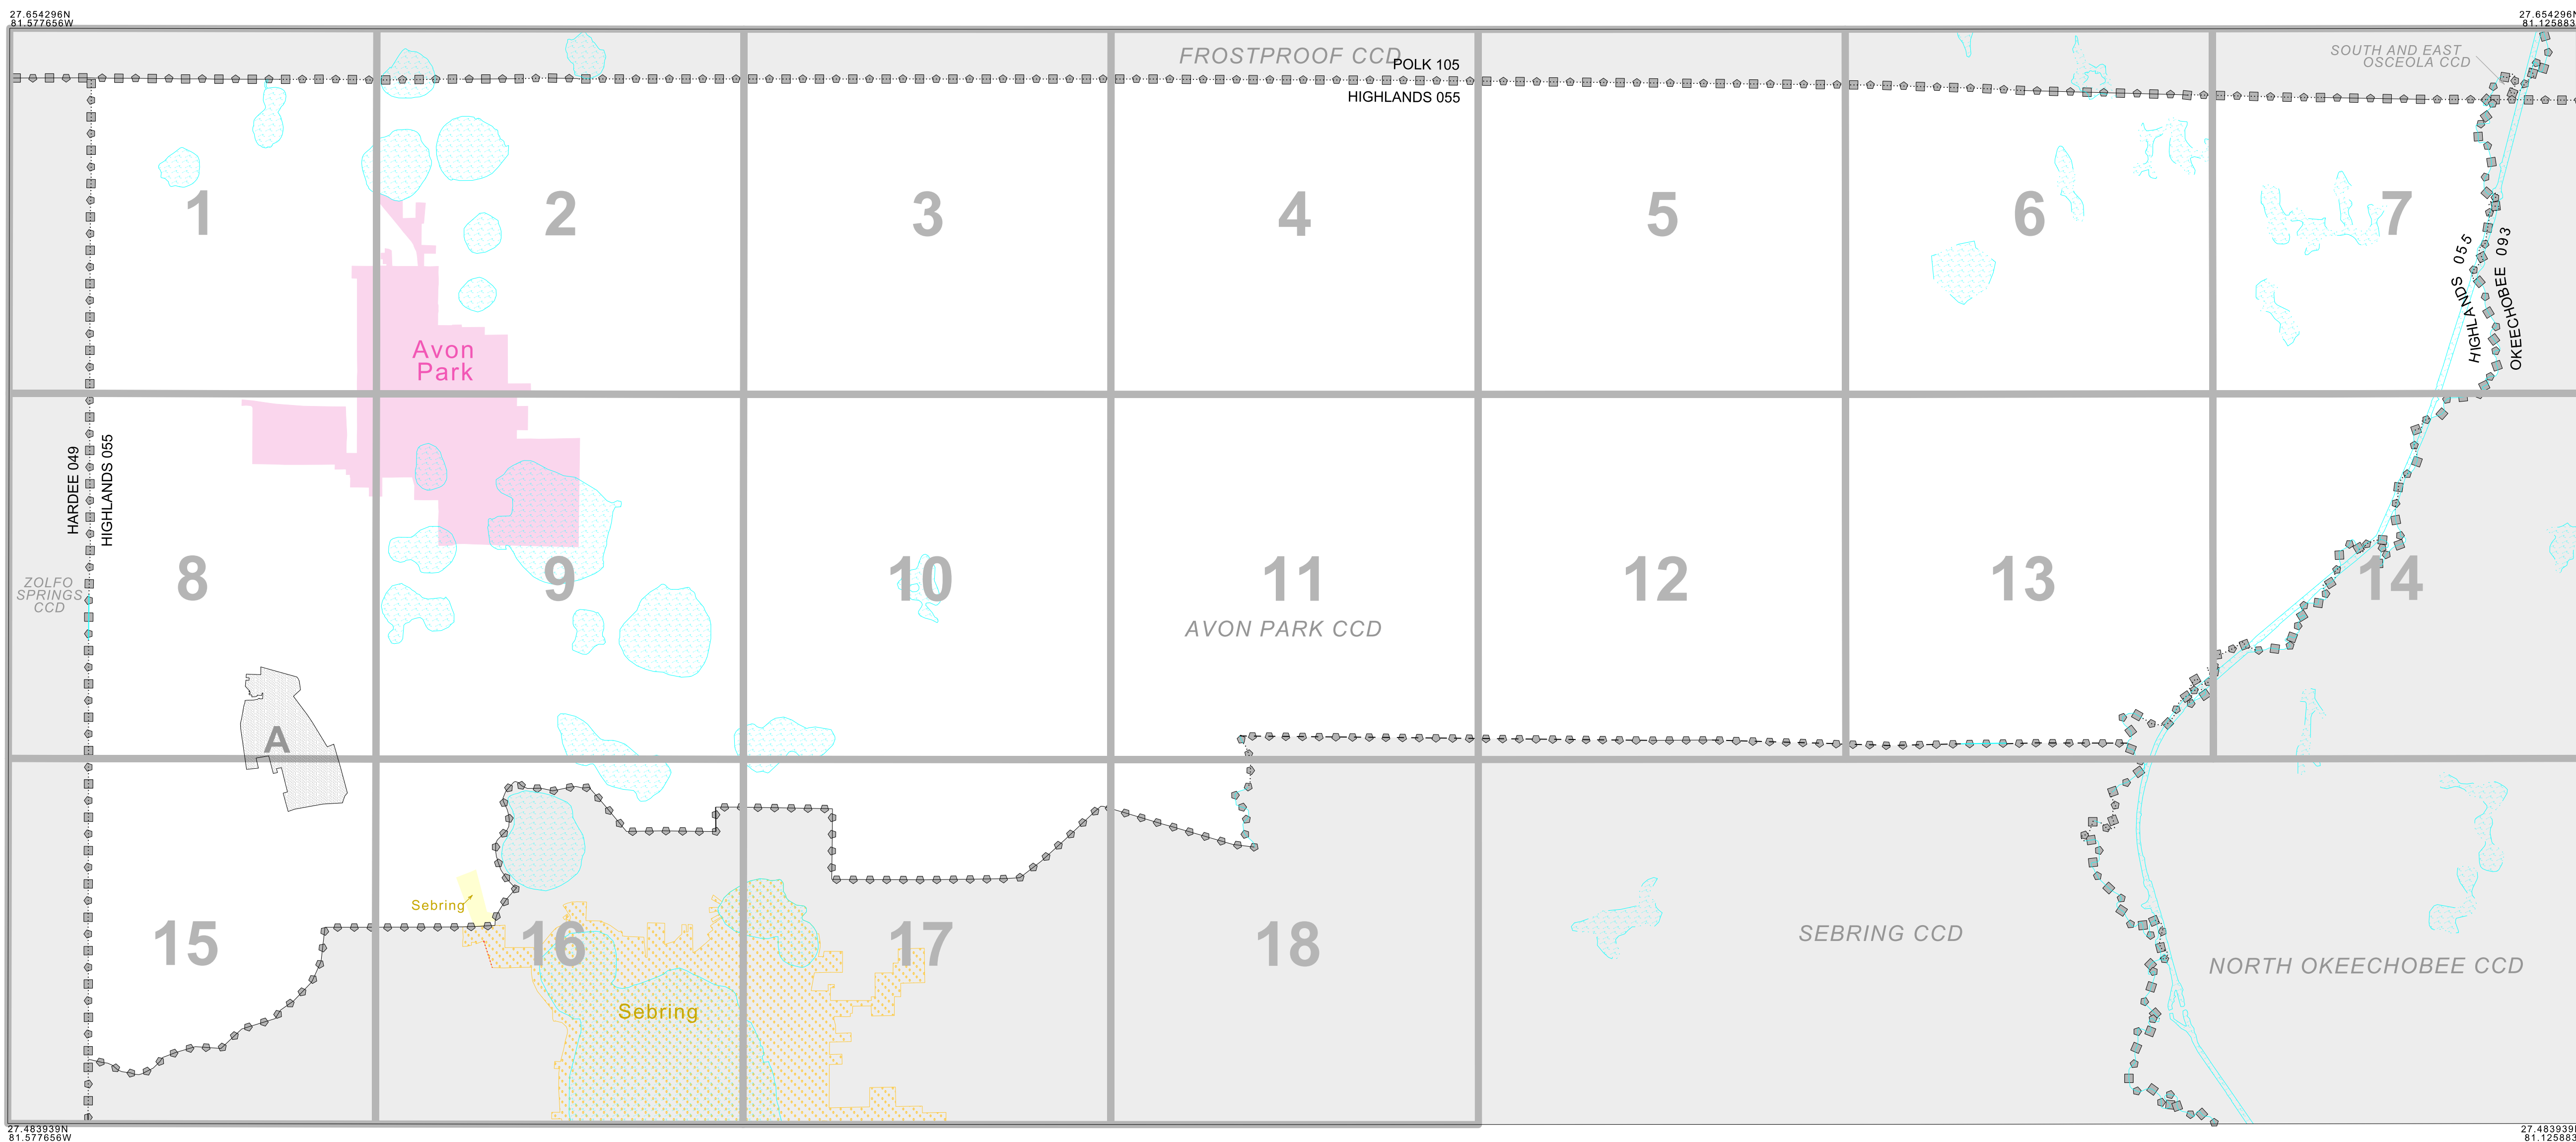 27.654296N
81.577656W
27.654296N
81.125883
FROSTPROOF CCD
POLK 105
HIGHLANDS 055
SOUTH AND EAST
OSCEOLA CCD
1
2
3
4
5
6
7
HIGHLANDS 055
OKEECHOBEE 093
Avon
Park
HARDEE 049
HIGHLANDS 055
ZOLFO
SPRINGS
CCD
8
9
10
11
12
13
14
AVON PARK CCD
A
Sebring
15
16
17
18
SEBRING CCD
NORTH OKEECHOBEE CCD
Sebring
27.483939N
81.577656W
27.483939N
81.125883